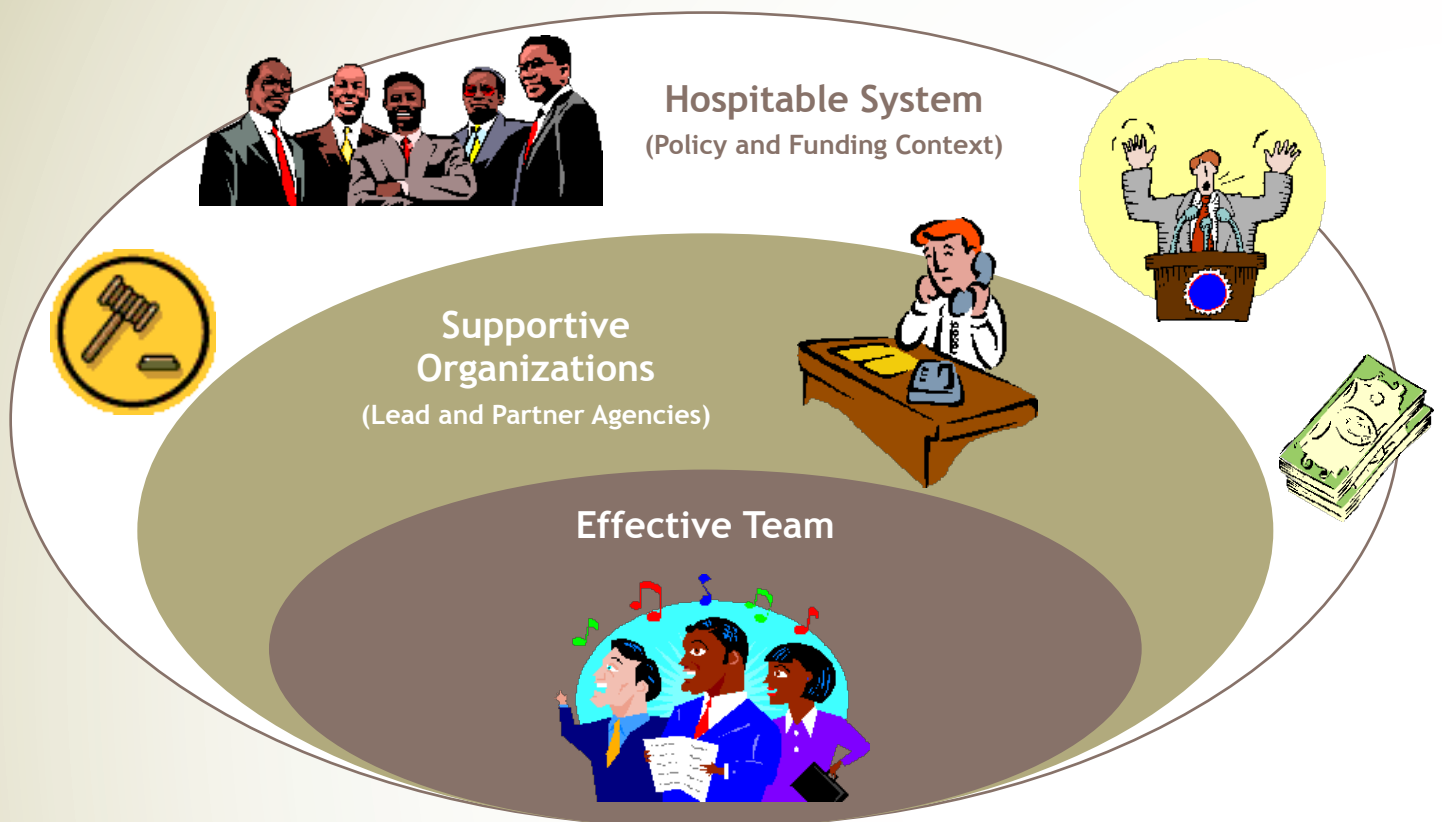 Hospitable System
(Policy and Funding Context)
Supportive
Organizations
(Lead and Partner Agencies)
Effective Team